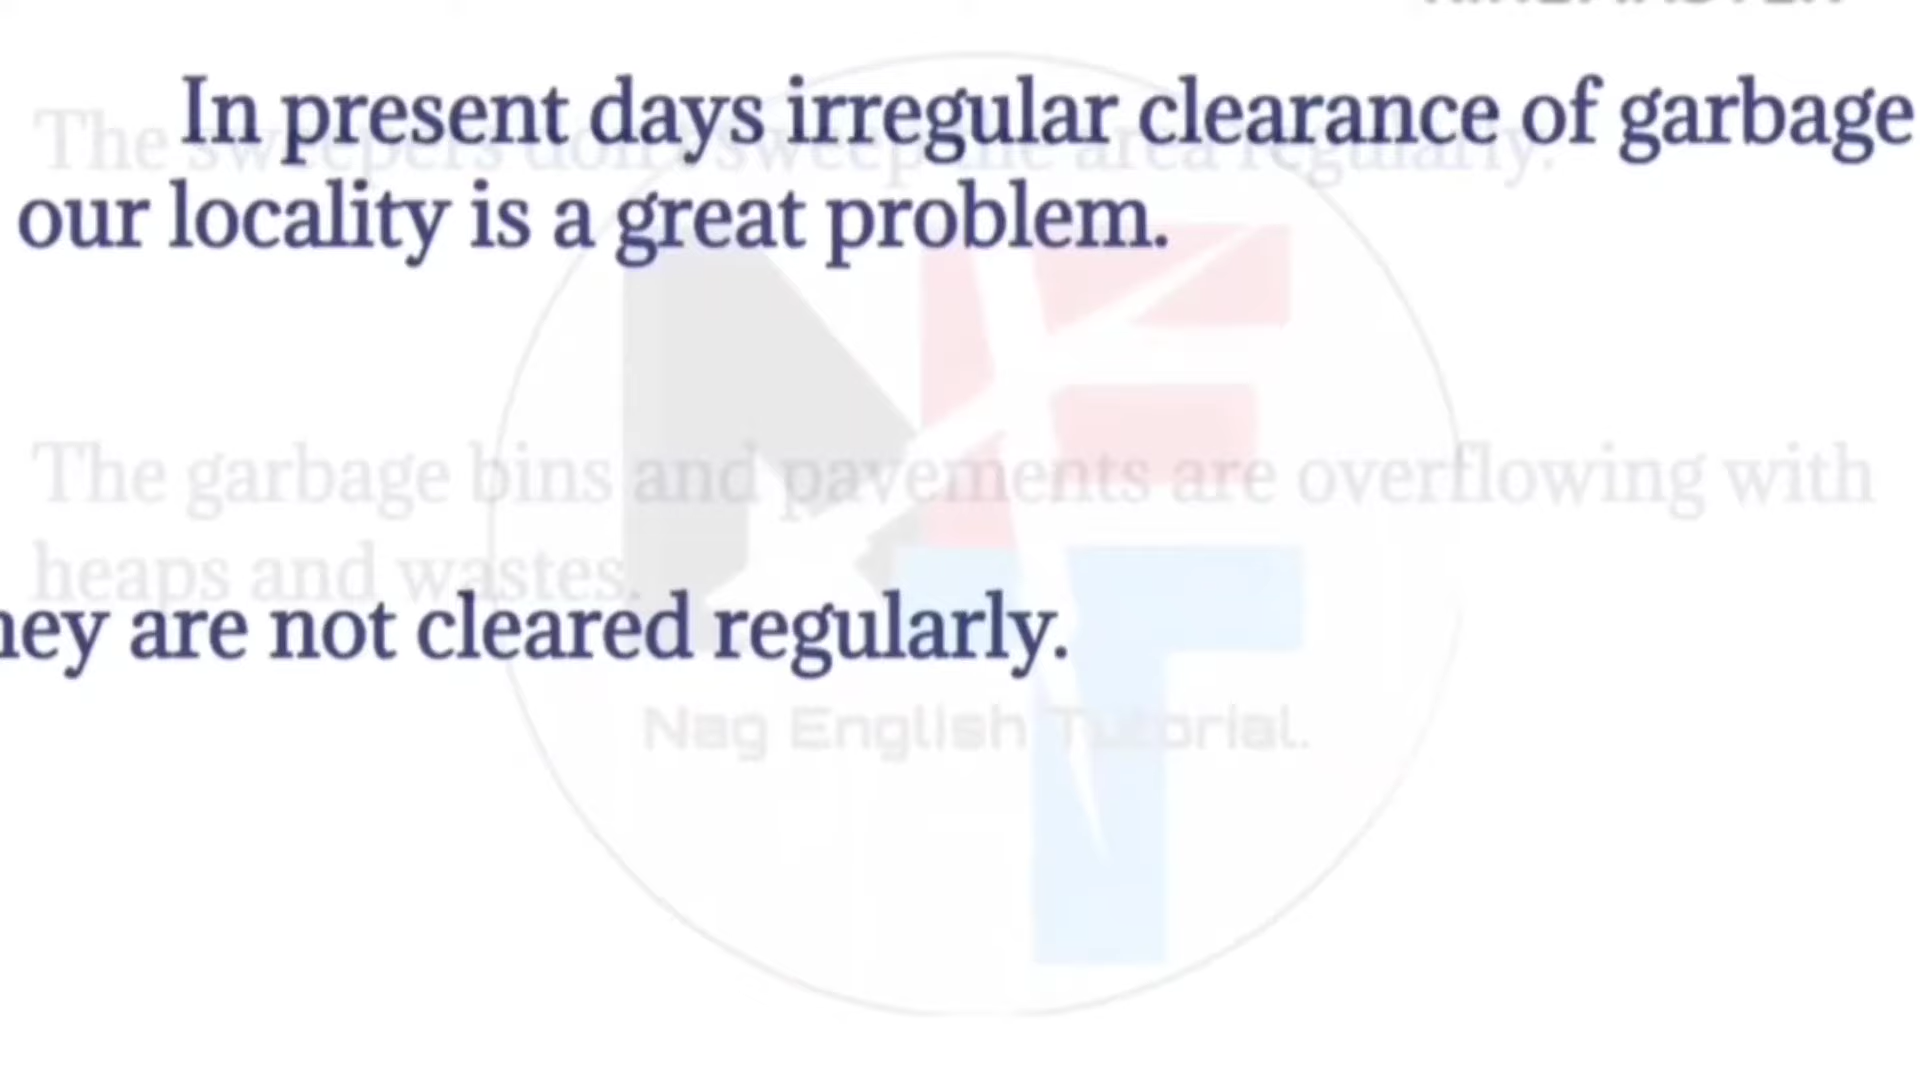 In present days irregular clearance of garbage
The sweepers don't sweep the area regularly.
our locality is a great problem.
The garbage bins and pavements are overflowing with
heaps and wastes.
hey are not cleared regularly.
Nag English Tutorial.